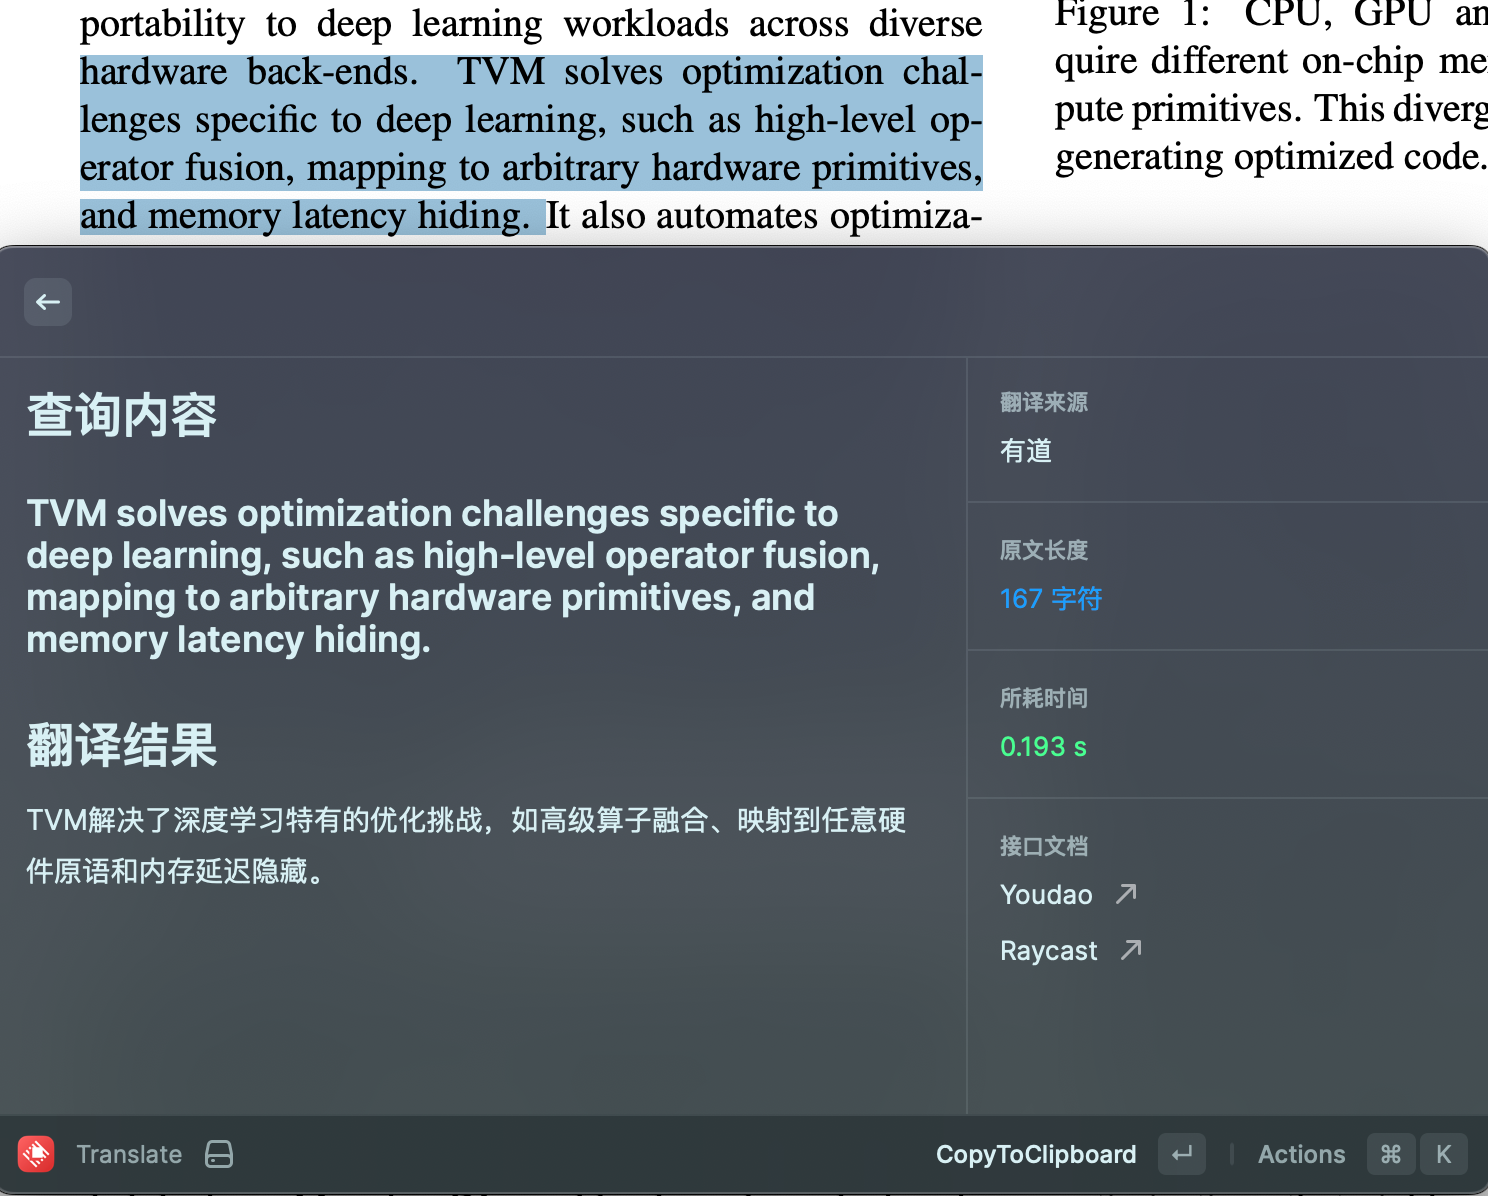 portability to deep learning workloads across diverse
hardware back-ends. TVM solves optimization chal-
lenges specific to deep learning, such as high-level op-
erator fusion, mapping to arbitrary hardware primitives,
and memory latency hiding. It also automates optimiza-
Figure 1: CPU, GPU an
quire different on-chip me
pute primitives. This diverg
generating optimized code.
查询内容
TVM solves optimization challenges specific to
deep learning, such as high-level operator fusion,
mapping to arbitrary hardware primitives, and
memory latency hiding.
翻译结果
TVM解决了深度学习特有的优化挑战，如高级算子融合、映射到任意硬
件原语和内存延迟隐藏。
翻译来源
有道
原文长度
167 字符
所耗时间
0.193 s
接口文档
Youdao
Raycast
Translate
CopyToClipboard
Actions ⌘ K